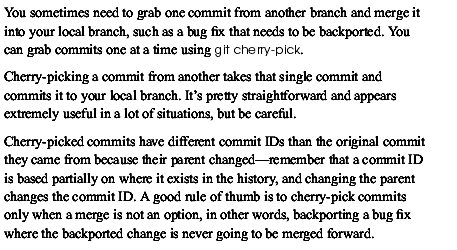 You sometimes need to grab one commit from another branch and merge it
into your local branch, such as a bug fix that needs to be backported. You
can grab commits one at a time using git cherry-pick.
Cherry-picking a commit from another takes that single commit and
commits it to your local branch. It’s pretty straightforward and appears
extremely useful in a lot of situations, but be careful.
Cherry-picked commits have different commit IDs than the original commit
they came from because their parent changed—remember that a commit ID
is based partially on where it exists in the history, and changing the parent
changes the commit ID. A good rule of thumb is to cherry-pick commits
only when a merge is not an option, in other words, backporting a bug fix
where the backported change is never going to be merged forward.